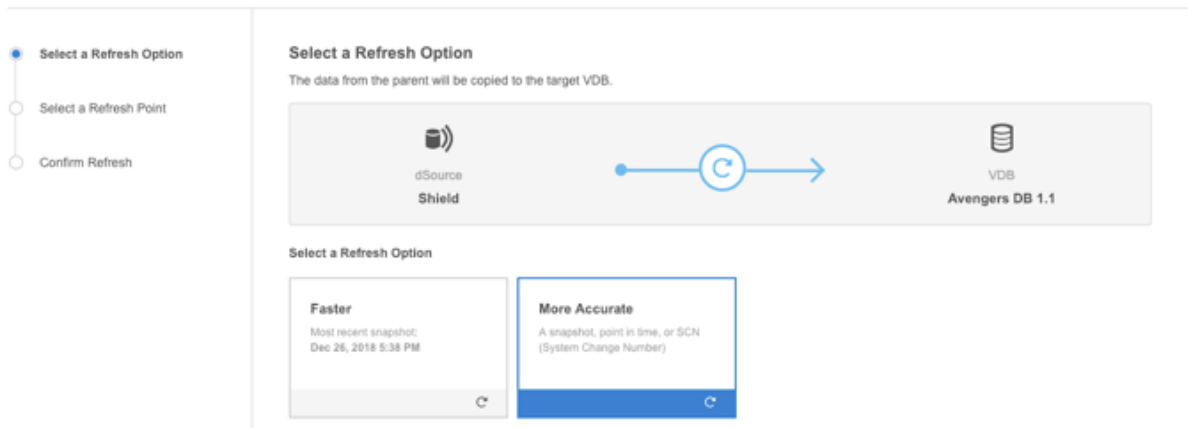 Select a Refresh Option
Select a Refresh Point
Confirm Refresh
Select a Refresh Option
The data from the parent will be copied to the target VDB.
dSource
Shield
VDB
Avengers DB 1.1
Select a Refresh Option
Faster
Most recent snapshot:
Dec 26, 2018 5:38 PM
More Accurate
A snapshot, point in time, or SCN
(System Change Number)